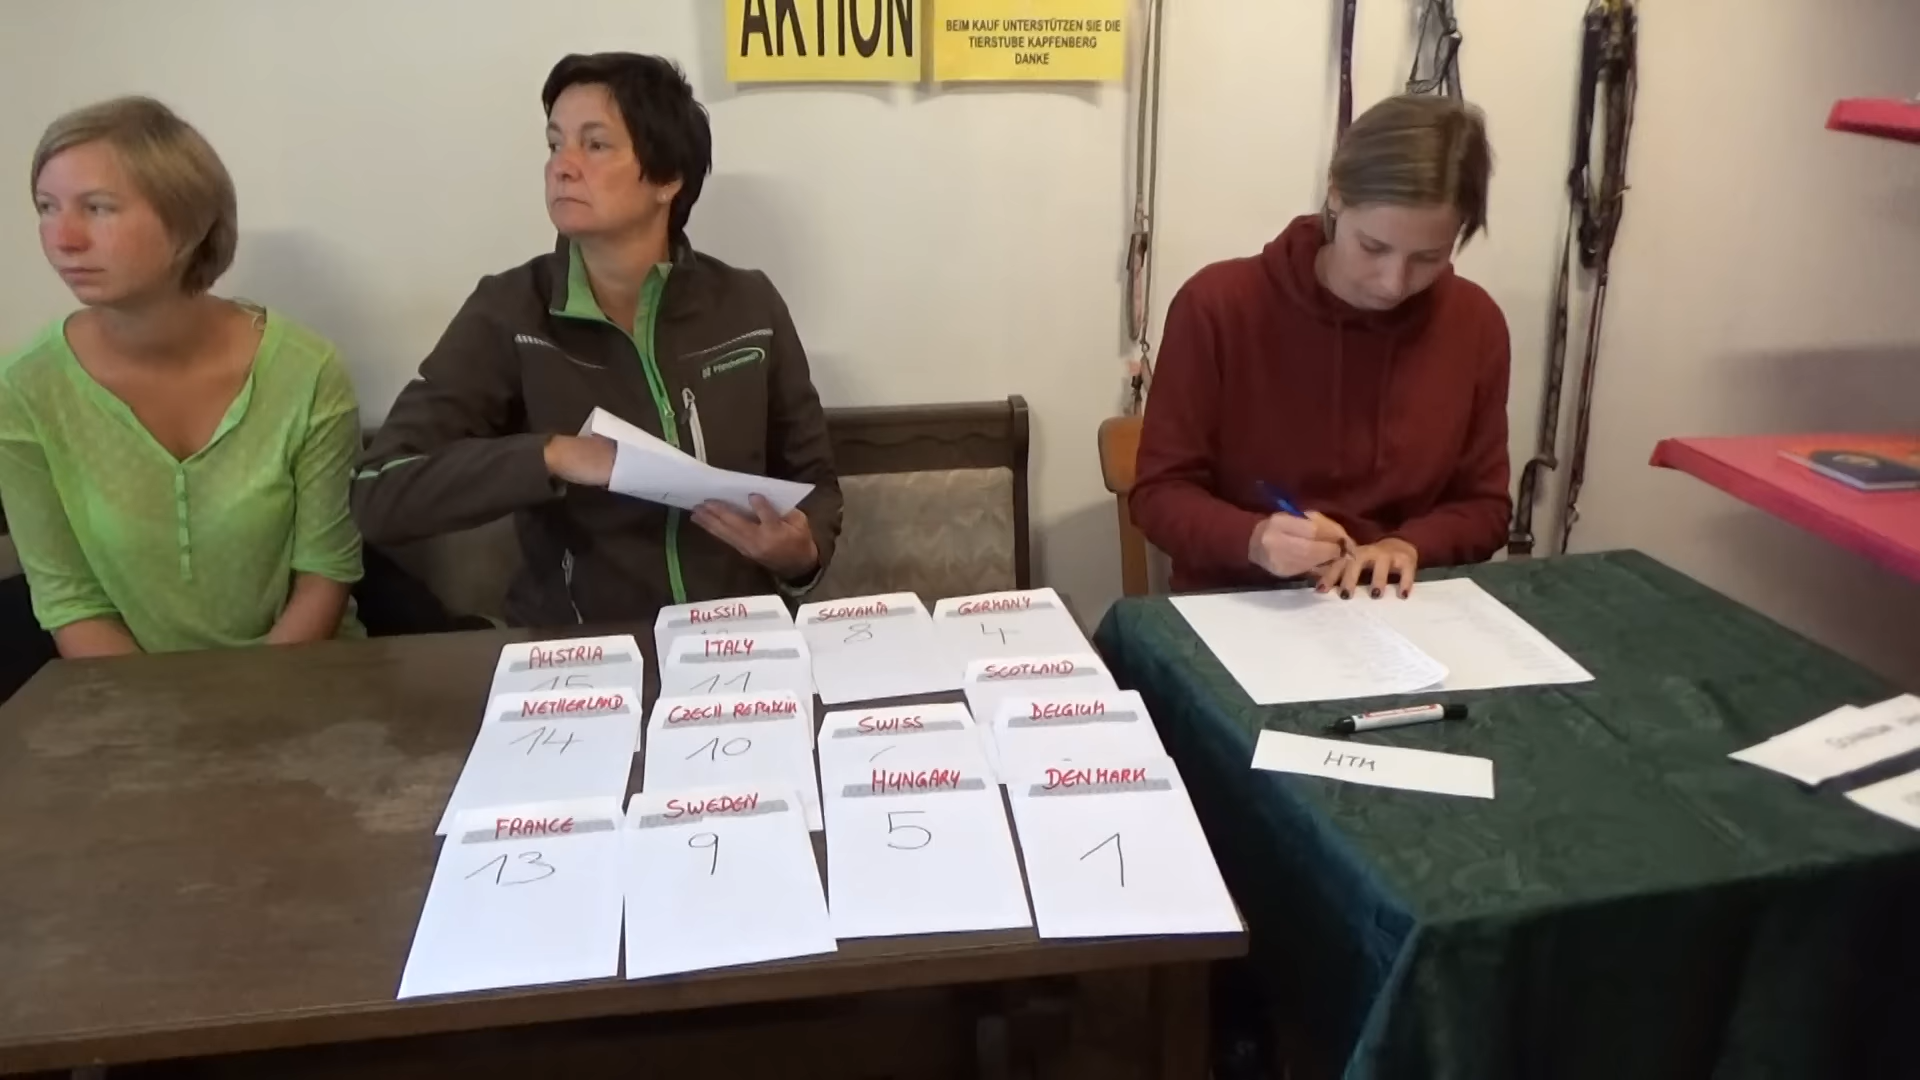 AKTION
BEIM KAUF UNTERSTÜTZEN SIE DIE
TIERSTUBE KAPFENBERG
DANKE
RUSSIA
SLOVAKIA
8
GERMANY
4
AUSTRIA
15
ITALY
11
SCOTLAND
NETHERLAND
14
CZECH REPUBLIK
10
SWISS
BELGIUM
FRANCE
13
SWEDEN
9
HUNGARY
5
DENMARK
1
HTM